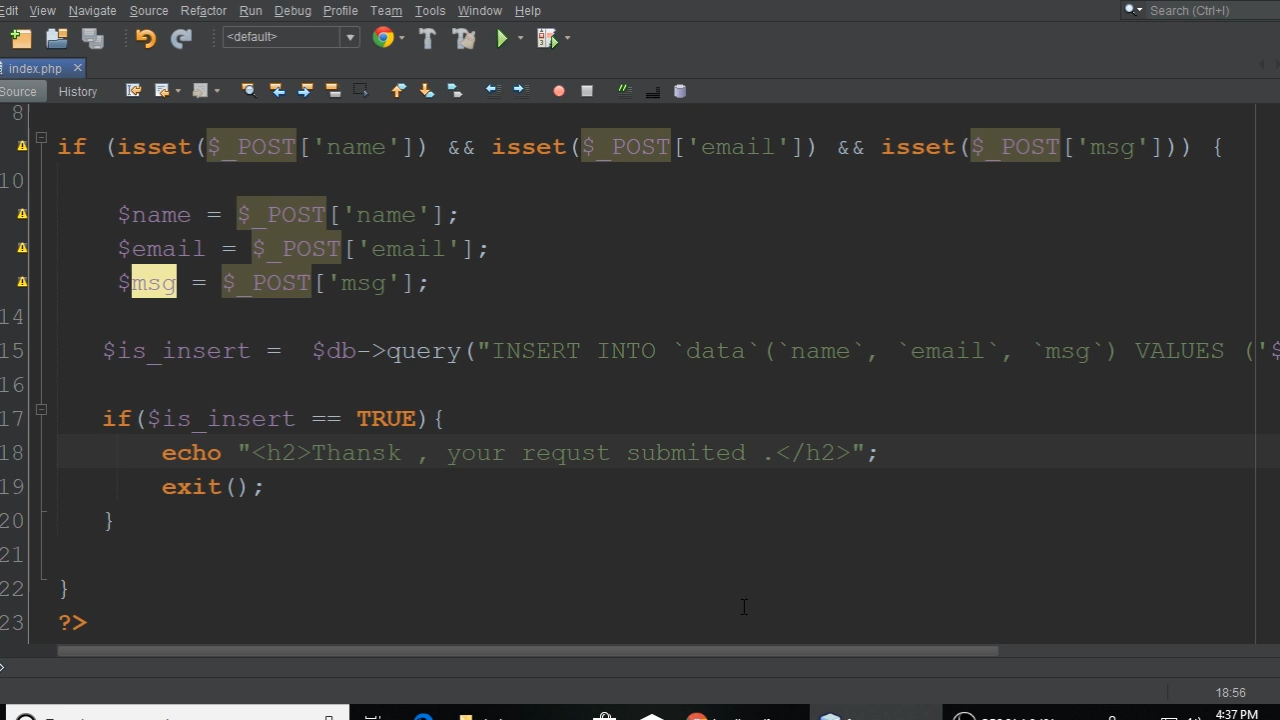 Edit View Navigate Source Refactor Run Debug Profile Team Tools Window Help Search (Ctrl+I)
<default>
index.php
Source History
8
if (isset($_POST['name']) && isset($_POST['email']) && isset($_POST['msg'])) {
10
$name = $_POST['name'];
$email = $_POST['email'];
$msg = $_POST['msg'];
14
15 $is_insert = $db->query("INSERT INTO `data`(`name`, `email`, `msg`) VALUES ('$
16
17 if($is_insert == TRUE){
18 echo "<h2>Thansk , your requst submited .</h2>";
19 exit();
20 }
21
22 }
23 ?>
18:56
4:37 PM